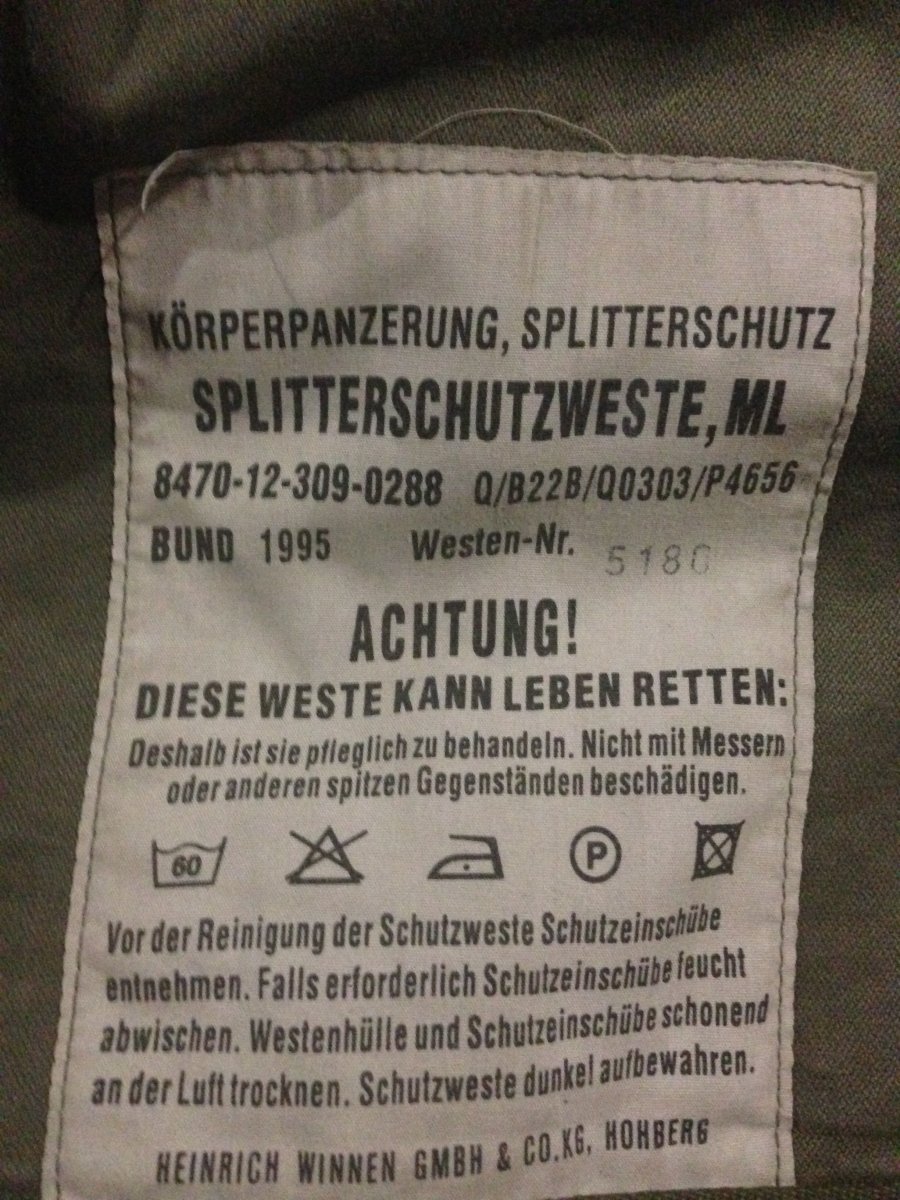 KÖRPERPANZERUNG, SPLITTERSCHUTZ
SPLITTERSCHUTZWESTE, ML
8470-12-309-0288 Q/B22B/Q0303/P4656
BUND 1995 Westen-Nr.
ACHTUNG!
DIESE WESTE KANN LEBEN RETTEN:
Deshalb ist sie pfleglich zu behandeln. Nicht mit Messern
oder anderen spitzen Gegenständen beschädigen.
60 P
Vor der Reinigung der Schutzweste Schutzeinschübe
entnehmen. Falls erforderlich Schutzeinschübe feucht
abwischen. Westenhülle und Schutzeinschübe schonend
an der Luft trocknen. Schutzweste dunkel aufbewahren.
HEINRICH WINNEN GMBH & CO.KG, HOHBERG